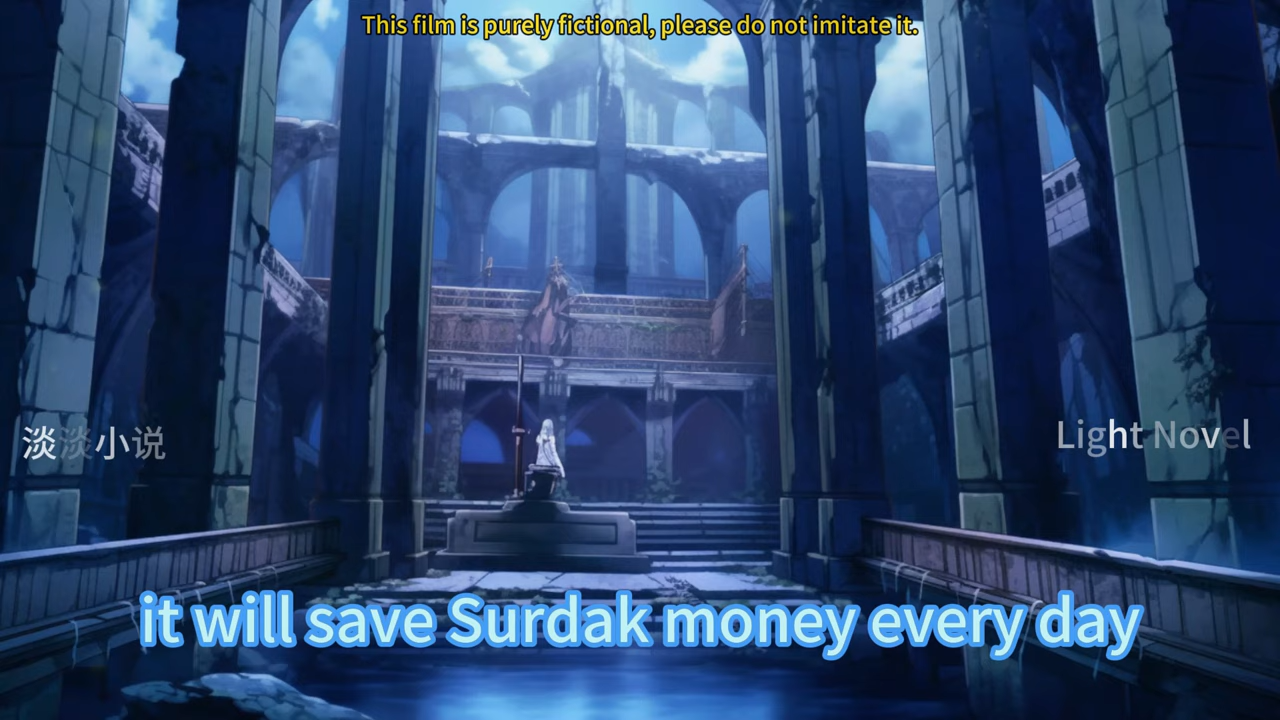 This film is purely fictional, please do not imitate it.
淡淡小说
Light Novel
it will save Surdak money every day